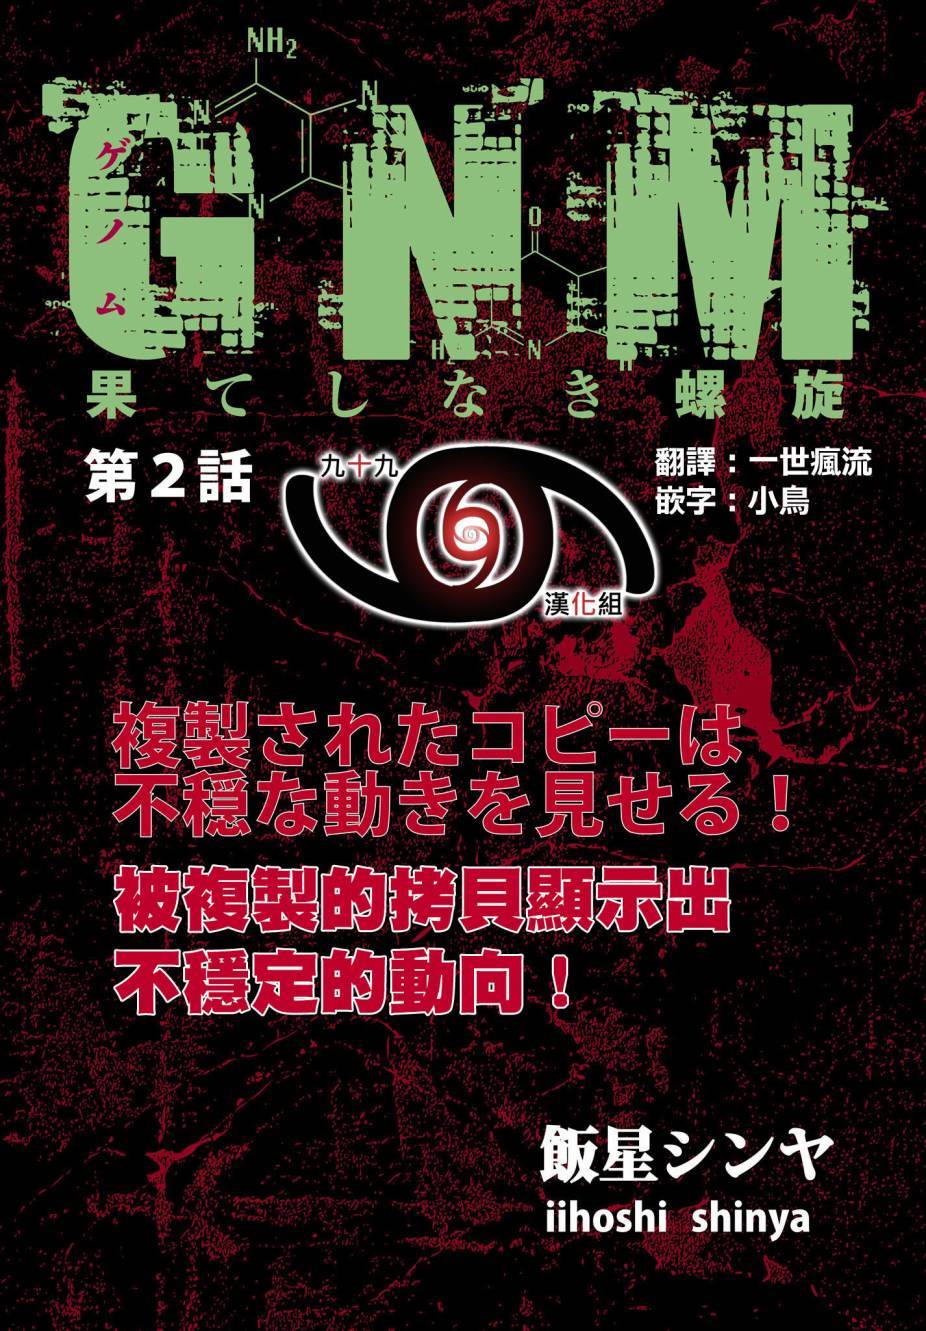 NH₂
N
N
N
GNM
ゲノム
O
N
H
果てしなき螺旋
第2話
九十九
漢化組
翻譯：一世瘋流
嵌字：小鳥
複製されたコピーは
不穏な動きを見せる！
被複製的拷貝顯示出
不穩定的動向！
飯星シンヤ
iihoshi shinya